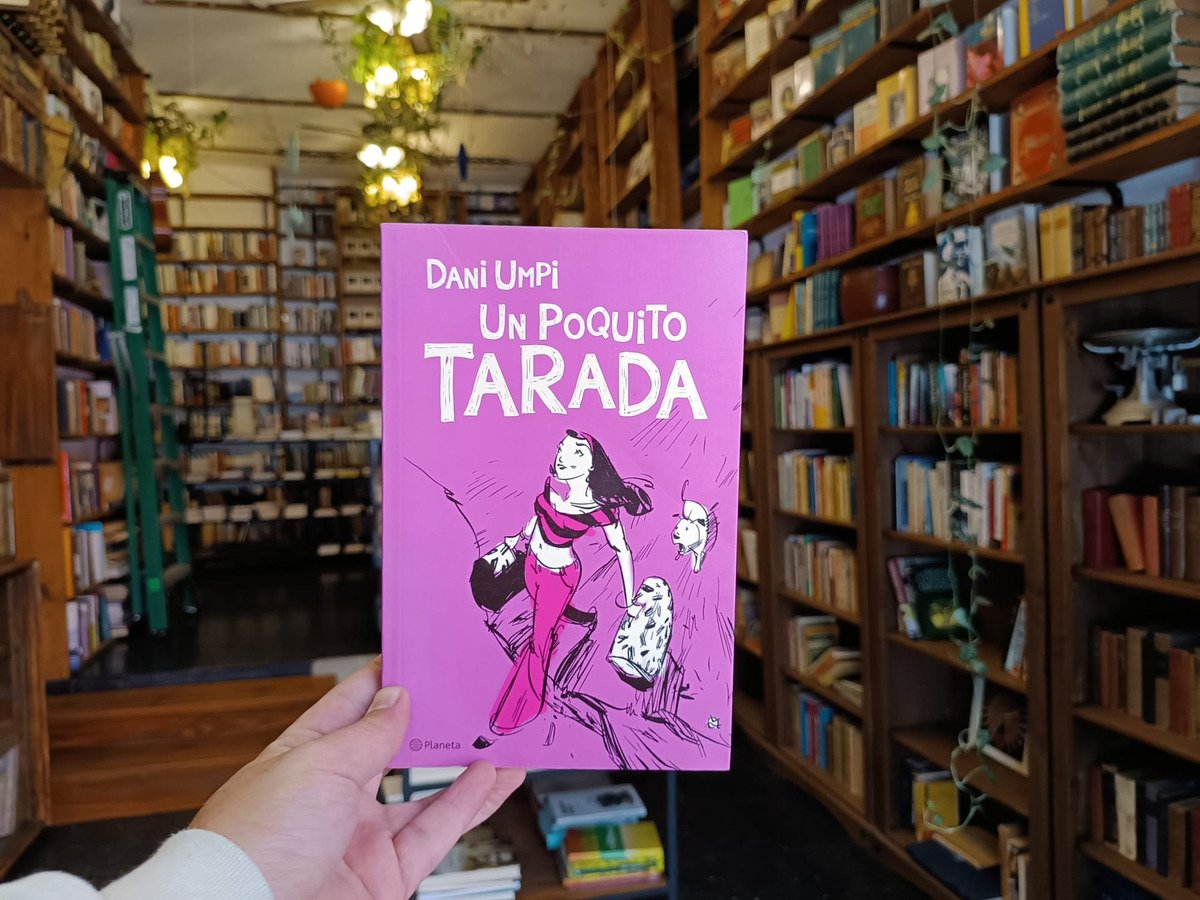 DANI UMPI
UN POQUITO
TARADA
Planeta